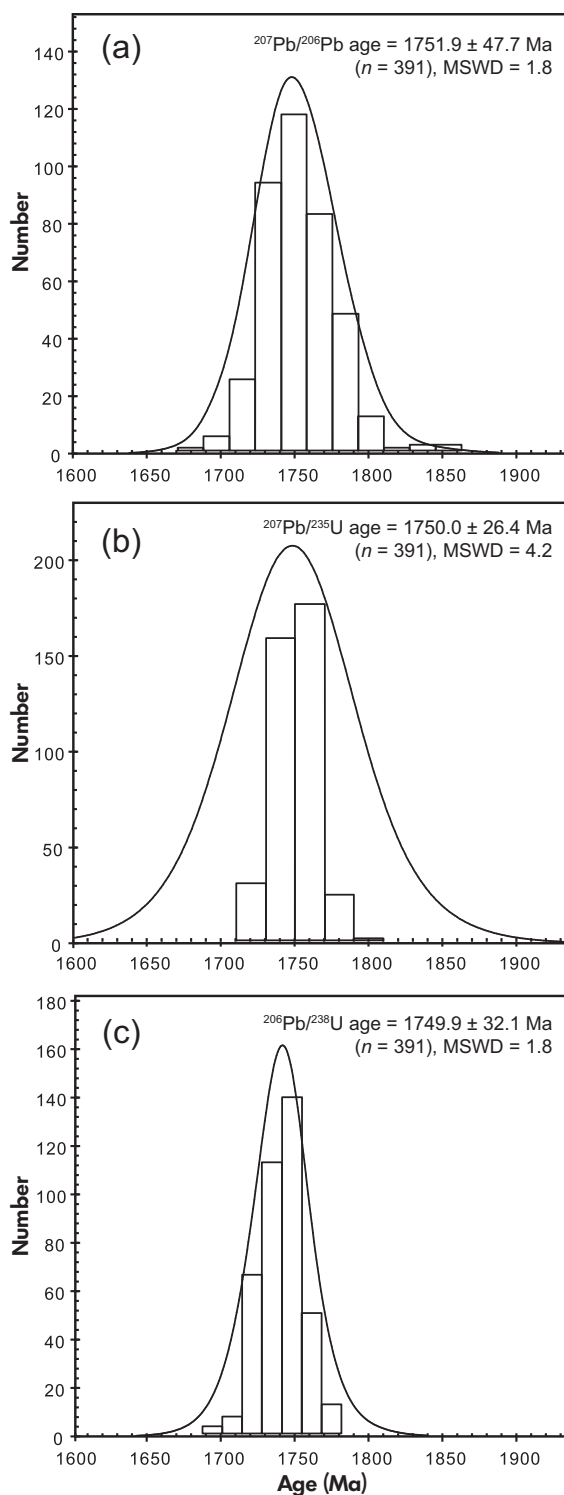 (a)
²⁰⁷Pb/²⁰⁶Pb age = 1751.9 ± 47.7 Ma
(n = 391), MSWD = 1.8
Number
140
120
100
80
60
40
20
0
1600 1650 1700 1750 1800 1850 1900
(b)
²⁰⁷Pb/²³⁵U age = 1750.0 ± 26.4 Ma
(n = 391), MSWD = 4.2
Number
200
150
100
50
0
1600 1650 1700 1750 1800 1850 1900
(c)
²⁰⁶Pb/²³⁸U age = 1749.9 ± 32.1 Ma
(n = 391), MSWD = 1.8
Number
180
160
140
120
100
80
60
40
20
0
1600 1650 1700 1750 1800 1850 1900
Age (Ma)